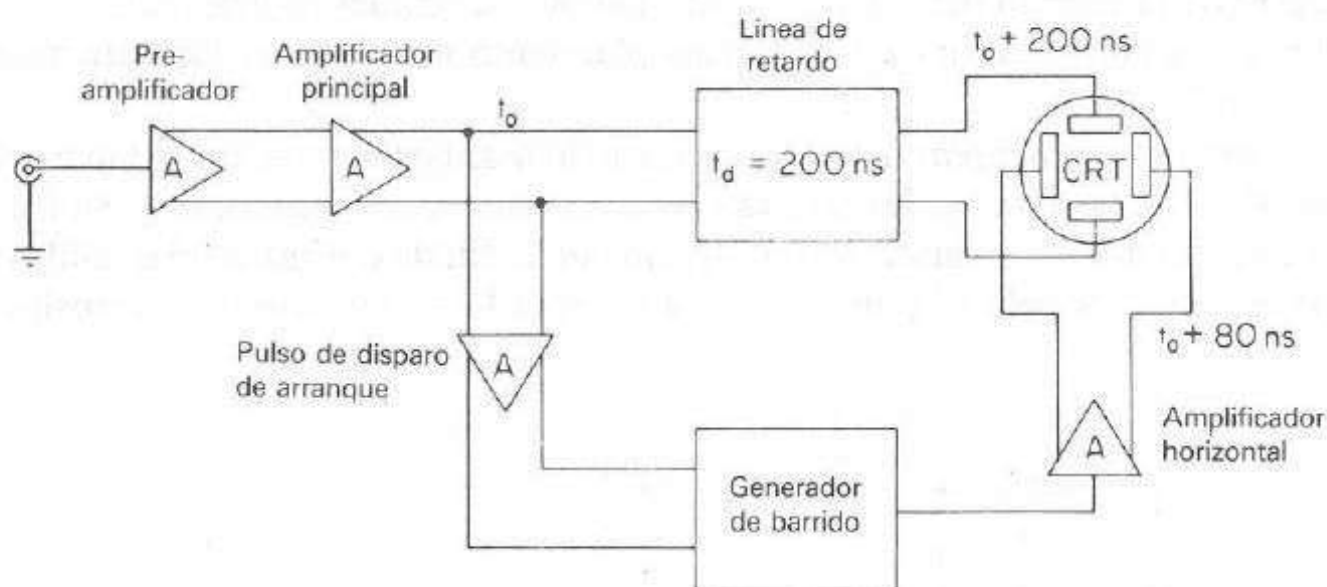 Pre-
amplificador
A
Amplificador
principal
A
t₀
Línea de
retardo
t_d = 200 ns
t₀ + 200 ns
CRT
t₀ + 80 ns
Pulso de disparo
de arranque
A
Generador
de barrido
A
Amplificador
horizontal